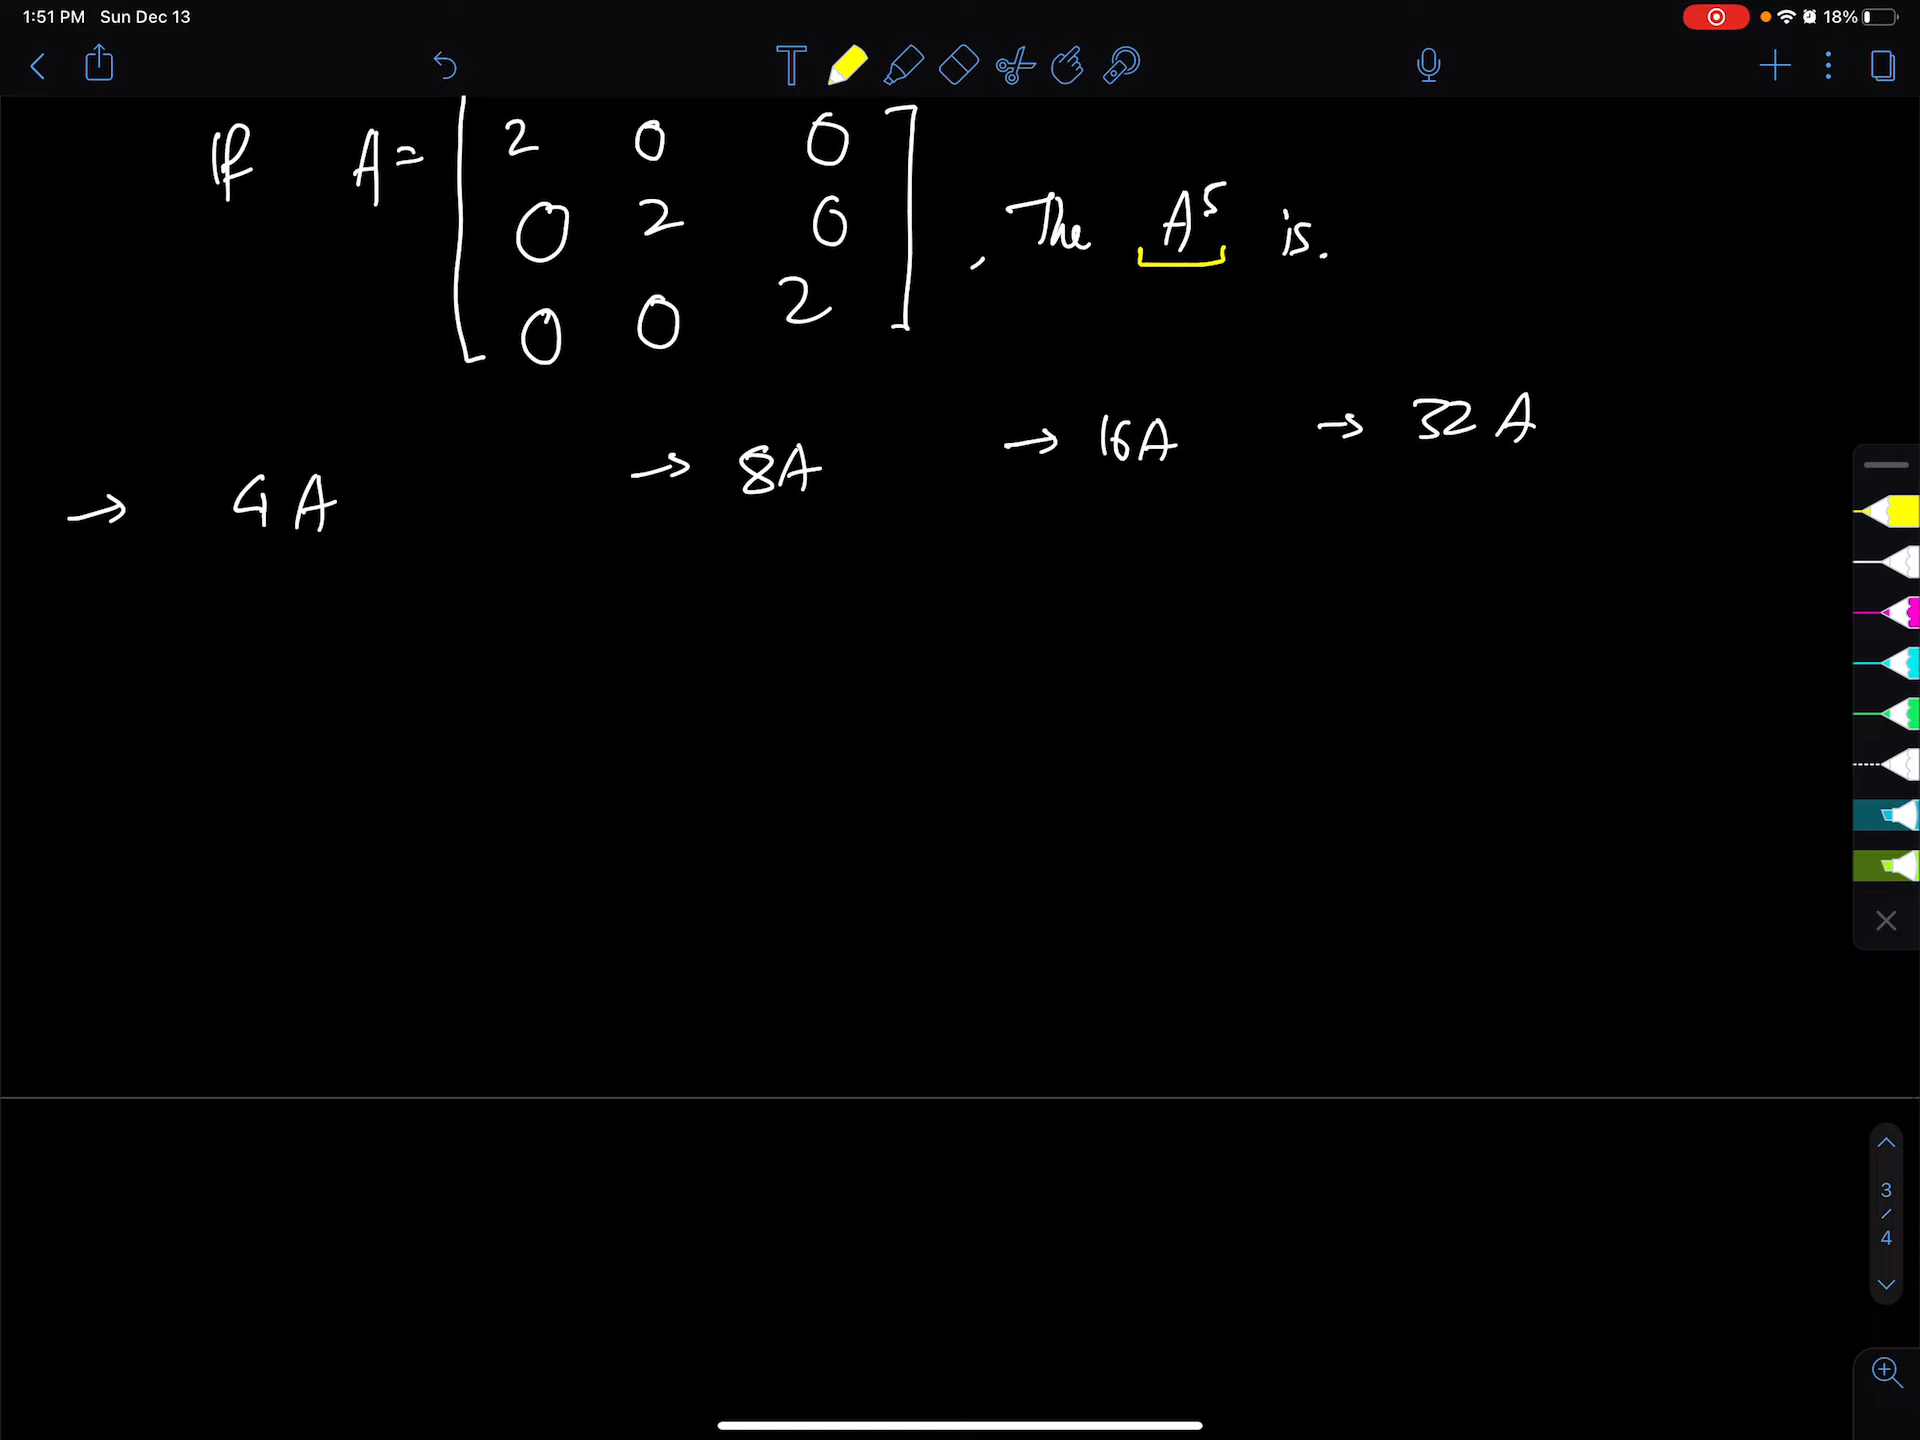 1:51 PM Sun Dec 13 18%
T
If A = [ 2 0 0
0 2 0 , The A⁵ is.
0 0 2 ]
→ 4 A → 8A → 16A → 32 A
3
/
4